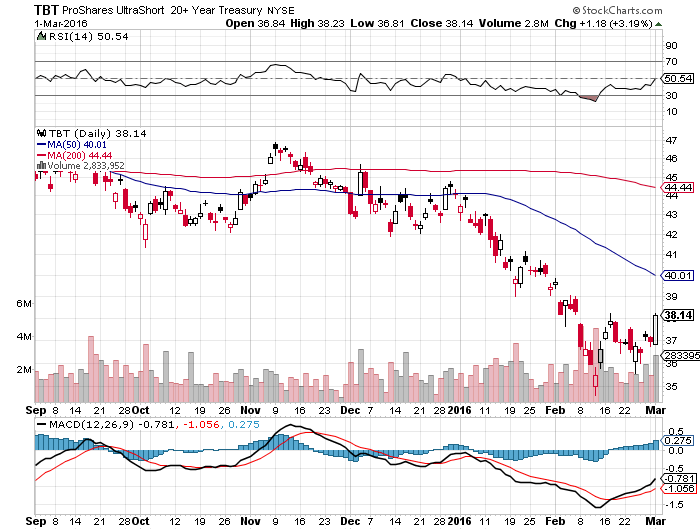 TBT ProShares UltraShort 20+ Year Treasury NYSE © StockCharts.com
1-Mar-2016 Open 36.84 High 38.23 Low 36.81 Close 38.14 Volume 2.8M Chg +1.18 (+3.19%)
RSI(14) 50.54
90
70
50.54
30
10
TBT (Daily) 38.14
MA(50) 40.01
MA(200) 44.44
Volume 2,833,952
47
46
45
44.44
44
43
42
41
40.01
39
38.14
37
36
35
6M
4M
2M
283395
Sep 8 14 21 28 Oct 12 19 26 Nov 9 16 23 Dec 7 14 21 28 2016 11 19 25 Feb 8 16 22 Mar
MACD(12,26,9) -0.781, -1.056, 0.275
0.5
0.275
0.0
-0.5
-0.781
-1.056
-1.5
Sep 8 14 21 28 Oct 12 19 26 Nov 9 16 23 Dec 7 14 21 28 2016 11 19 25 Feb 8 16 22 Mar